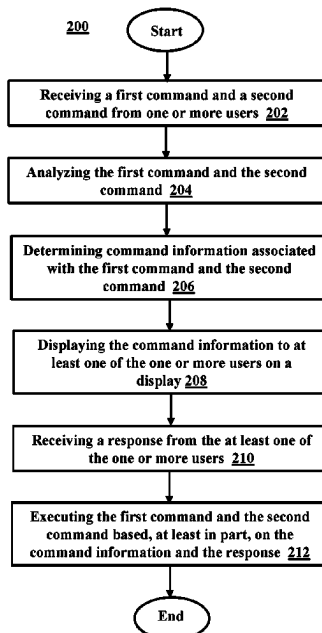 200
Start
Receiving a first command and a second
command from one or more users 202
Analyzing the first command and the second
command 204
Determining command information associated
with the first command and the second
command 206
Displaying the command information to at
least one of the one or more users on a
display 208
Receiving a response from the at least one of
the one or more users 210
Executing the first command and the second
command based, at least in part, on the
command information and the response 212
End